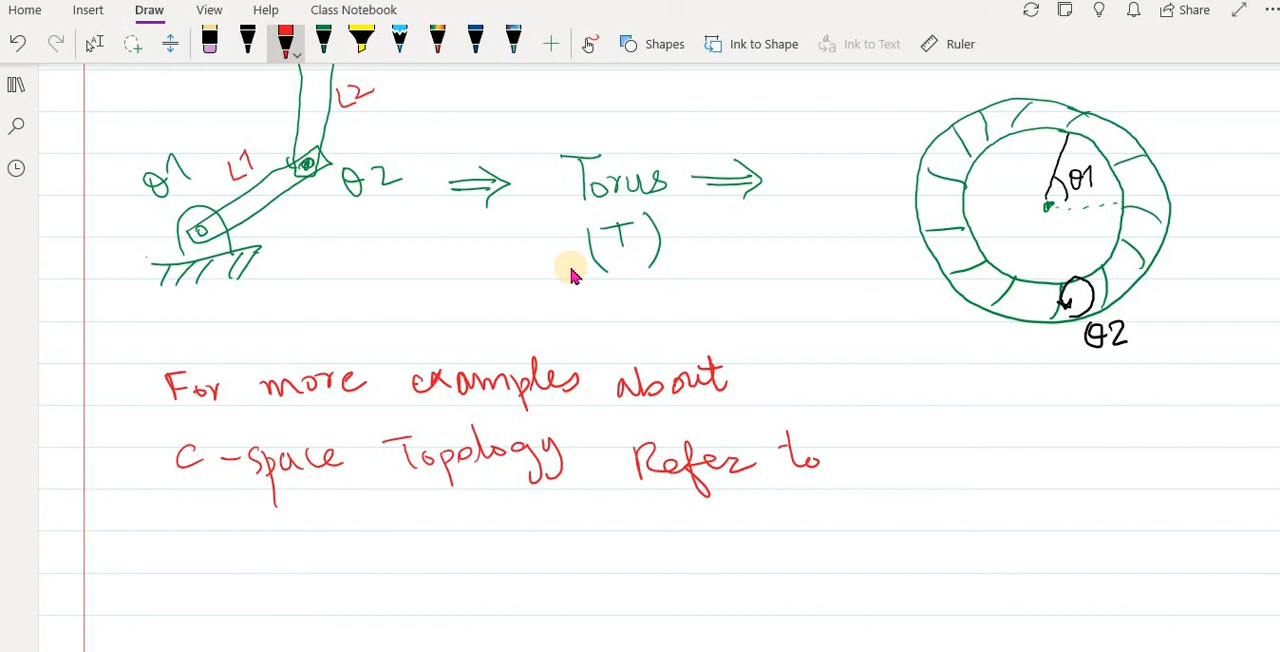 Home Insert Draw View Help Class Notebook Share
Shapes Ink to Shape Ink to Text Ruler
L2
θ1 L1 θ2 ⇒ Torus ⇒
(T)
θ1
θ2
For more examples about
C-space Topology Refer to